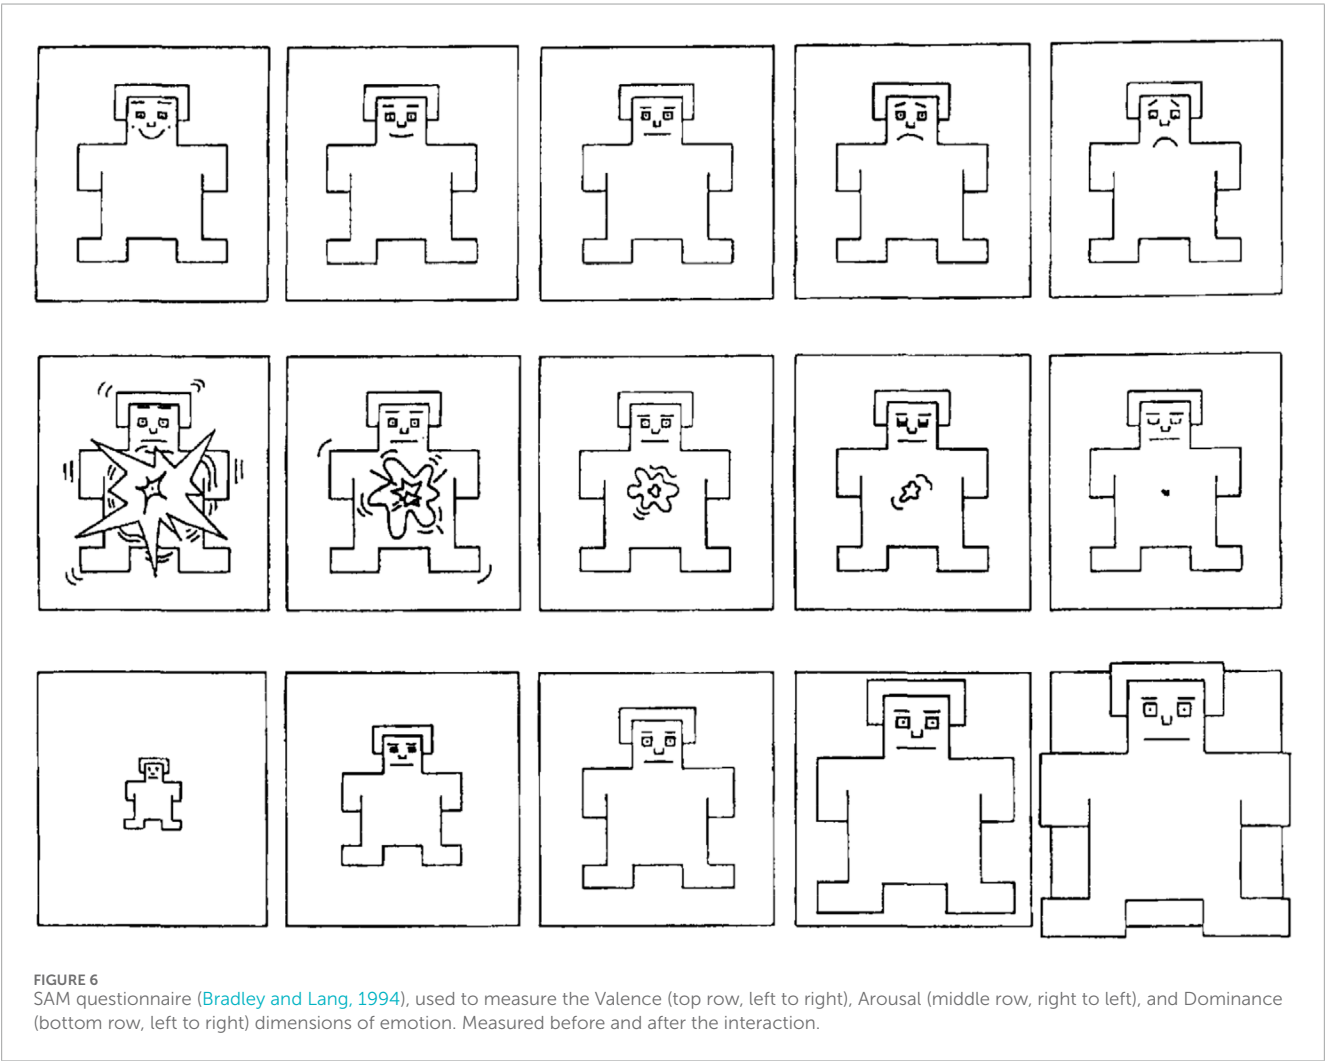 FIGURE 6
SAM questionnaire (Bradley and Lang, 1994), used to measure the Valence (top row, left to right), Arousal (middle row, right to left), and Dominance
(bottom row, left to right) dimensions of emotion. Measured before and after the interaction.